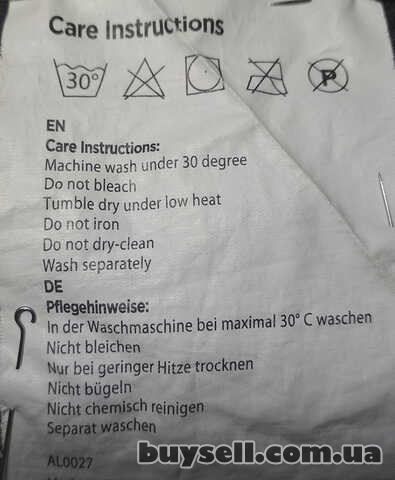 Care Instructions
30°
P
EN
Care Instructions:
Machine wash under 30 degree
Do not bleach
Tumble dry under low heat
Do not iron
Do not dry-clean
Wash separately
DE
Pflegehinweise:
In der Waschmaschine bei maximal 30° C waschen
Nicht bleichen
Nur bei geringer Hitze trocknen
Nicht bügeln
Nicht chemisch reinigen
Separat waschen
AL0027
buysell.com.ua